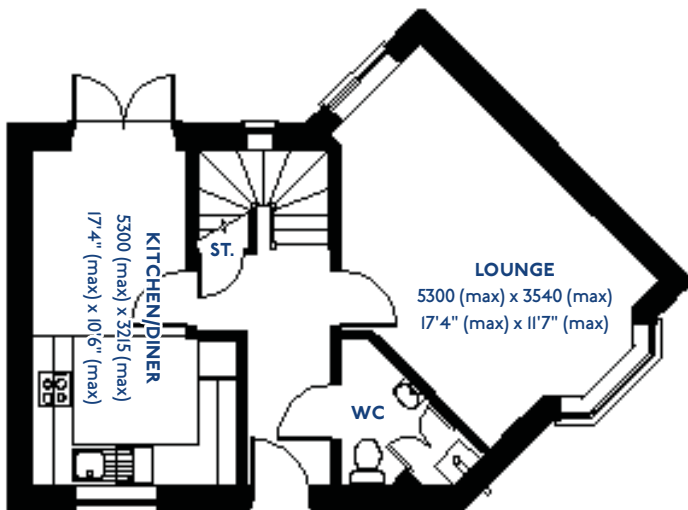 KITCHEN/DINER
5300 (max) x 3215 (max)
17'4" (max) x 10'6" (max)
ST.
LOUNGE
5300 (max) x 3540 (max)
17'4" (max) x 11'7" (max)
WC